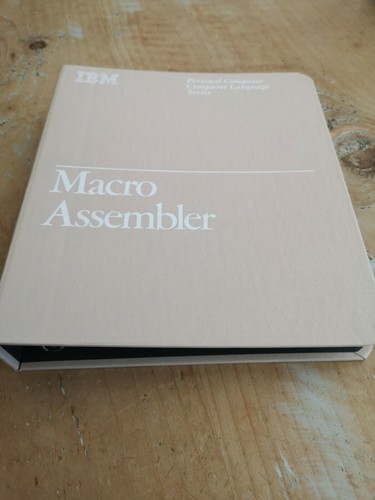 IBM
Personal Computer
Computer Language
Series
Macro
Assembler